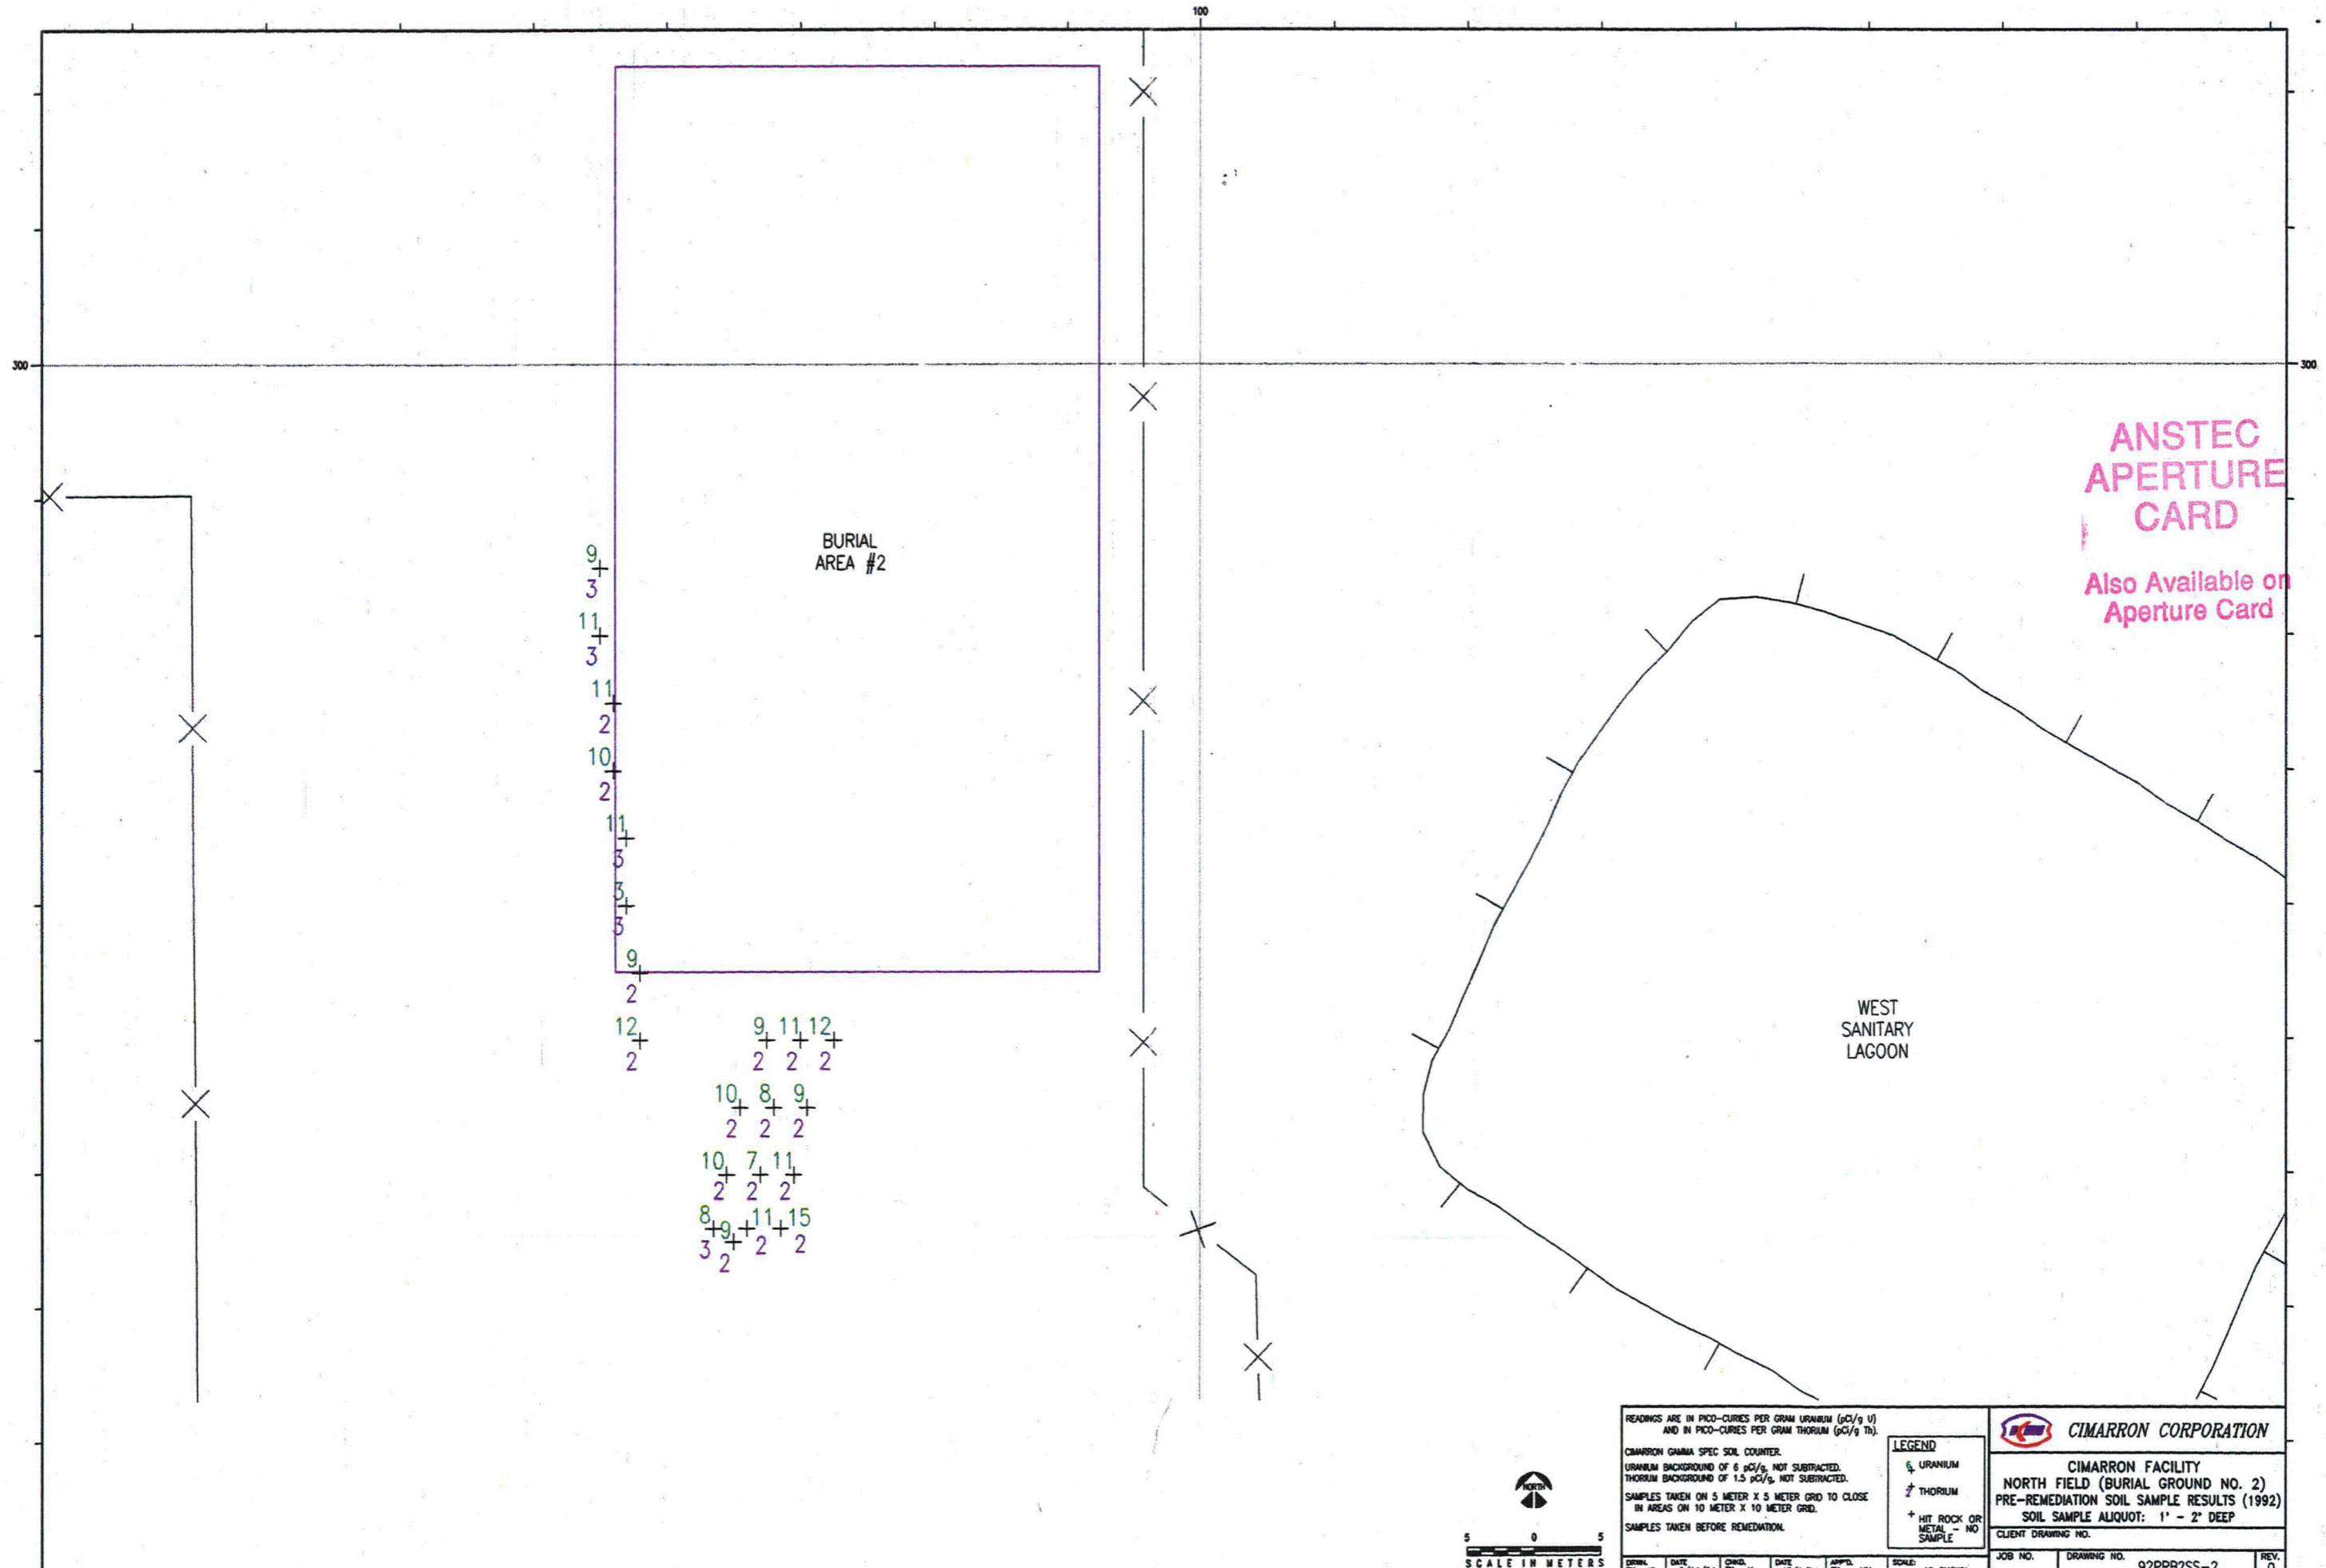 100
300
300
ANSTEC
APERTURE
CARD
Also Available on
Aperture Card
BURIAL
AREA #2
9
3
11
3
11
2
10
2
11
3
3
3
9
2
12
2
9 11 12
2 2 2
10 8 9
2 2 2
10 7 11
2 2 2
8 9 11 15
3 2 2 2
WEST
SANITARY
LAGOON
NORTH
5 0 5
SCALE IN METERS
READINGS ARE IN PICO-CURIES PER GRAM URANIUM (pCi/g U)
AND IN PICO-CURIES PER GRAM THORIUM (pCi/g Th).
CIMARRON GAMMA SPEC SOIL COUNTER.
URANIUM BACKGROUND OF 6 pCi/g, NOT SUBTRACTED.
THORIUM BACKGROUND OF 1.5 pCi/g, NOT SUBTRACTED.
SAMPLES TAKEN ON 5 METER X 5 METER GRID TO CLOSE
IN AREAS ON 10 METER X 10 METER GRID.
SAMPLES TAKEN BEFORE REMEDIATION.
LEGEND
URANIUM
THORIUM
HIT ROCK OR
METAL - NO
SAMPLE
CIMARRON CORPORATION
CIMARRON FACILITY
NORTH FIELD (BURIAL GROUND NO. 2)
PRE-REMEDIATION SOIL SAMPLE RESULTS (1992)
SOIL SAMPLE ALIQUOT: 1' - 2' DEEP
CLIENT DRAWING NO.
JOB NO. DRAWING NO. REV.
92PRB2SS-2 0
DATE DATE SCALE: